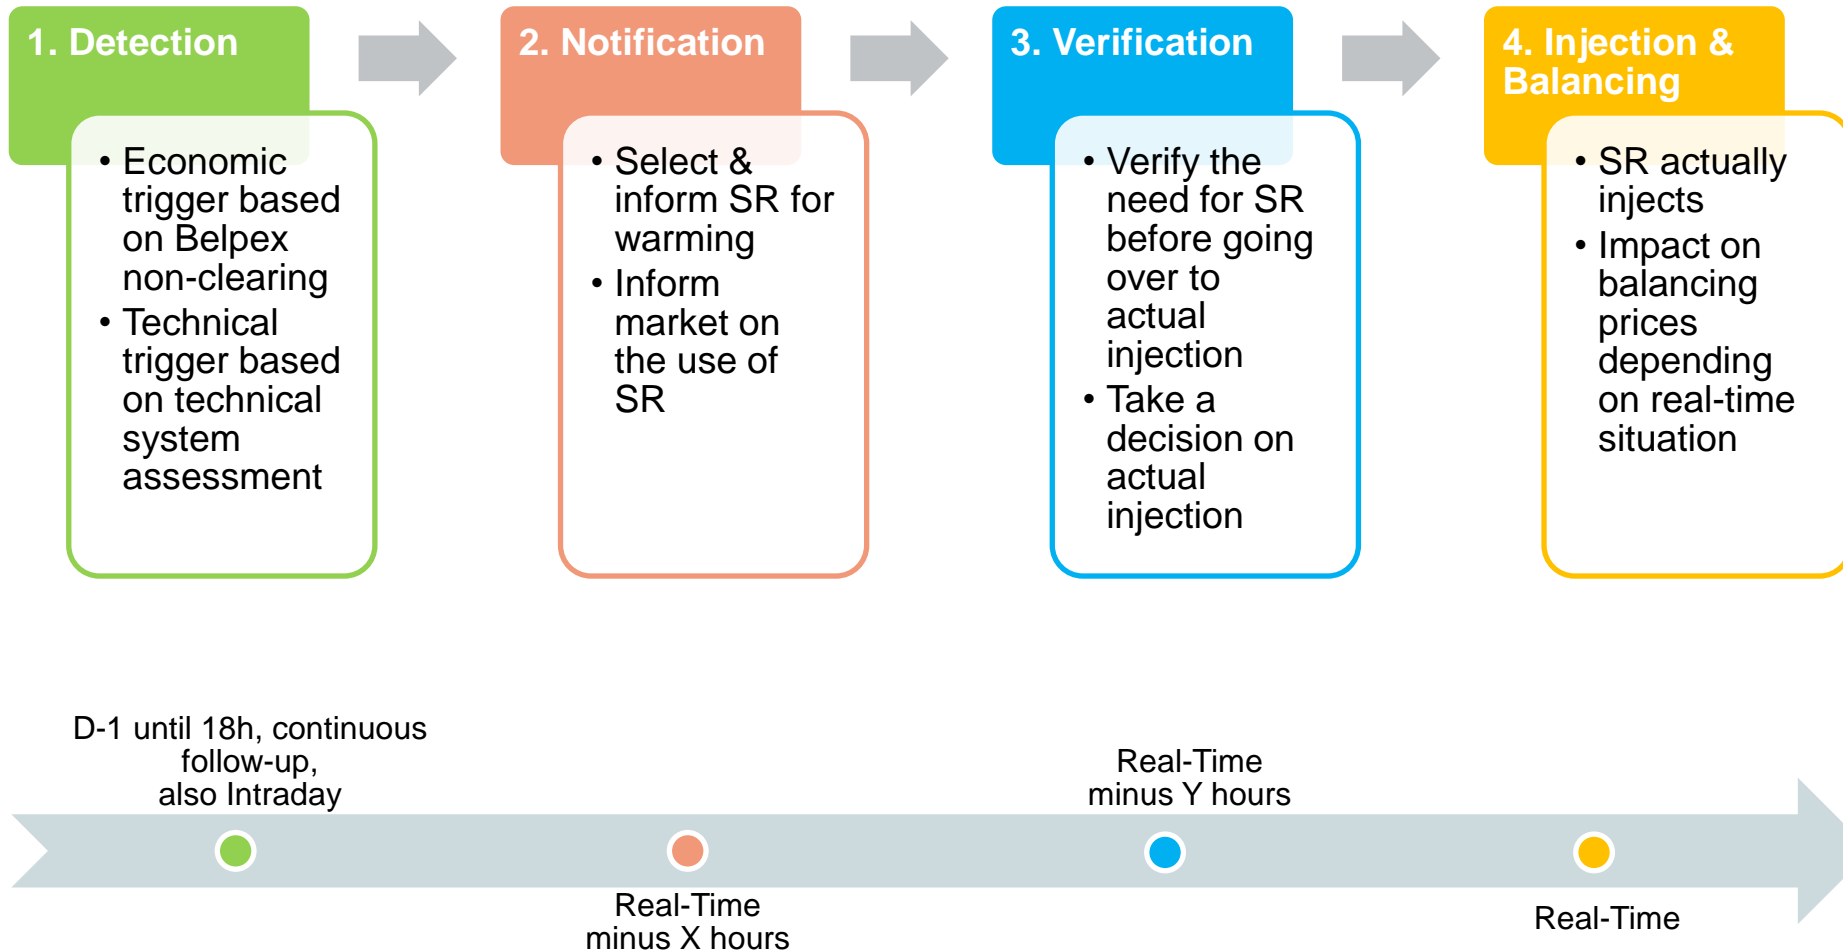 1. Detection
• Economic
trigger based
on Belpex
non-clearing
• Technical
trigger based
on technical
system
assessment
2. Notification
• Select &
inform SR for
warming
• Inform
market on
the use of
SR
3. Verification
• Verify the
need for SR
before going
over to
actual
injection
• Take a
decision on
actual
injection
4. Injection &
Balancing
• SR actually
injects
• Impact on
balancing
prices
depending
on real-time
situation
D-1 until 18h, continuous
follow-up,
also Intraday
Real-Time
minus X hours
Real-Time
minus Y hours
Real-Time